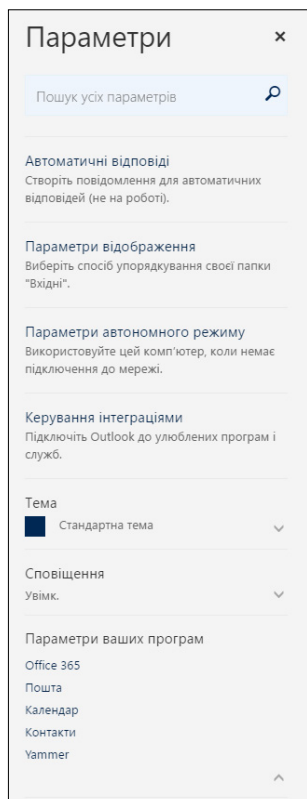 Параметри
Пошук усіх параметрів
Автоматичні відповіді
Створіть повідомлення для автоматичних
відповідей (не на роботі).
Параметри відображення
Виберіть спосіб упорядкування своєї папки
"Вхідні".
Параметри автономного режиму
Використовуйте цей комп'ютер, коли немає
підключення до мережі.
Керування інтеграціями
Підключіть Outlook до улюблених програм і
служб.
Тема
Стандартна тема
Сповіщення
Увімк.
Параметри ваших програм
Office 365
Пошта
Календар
Контакти
Yammer